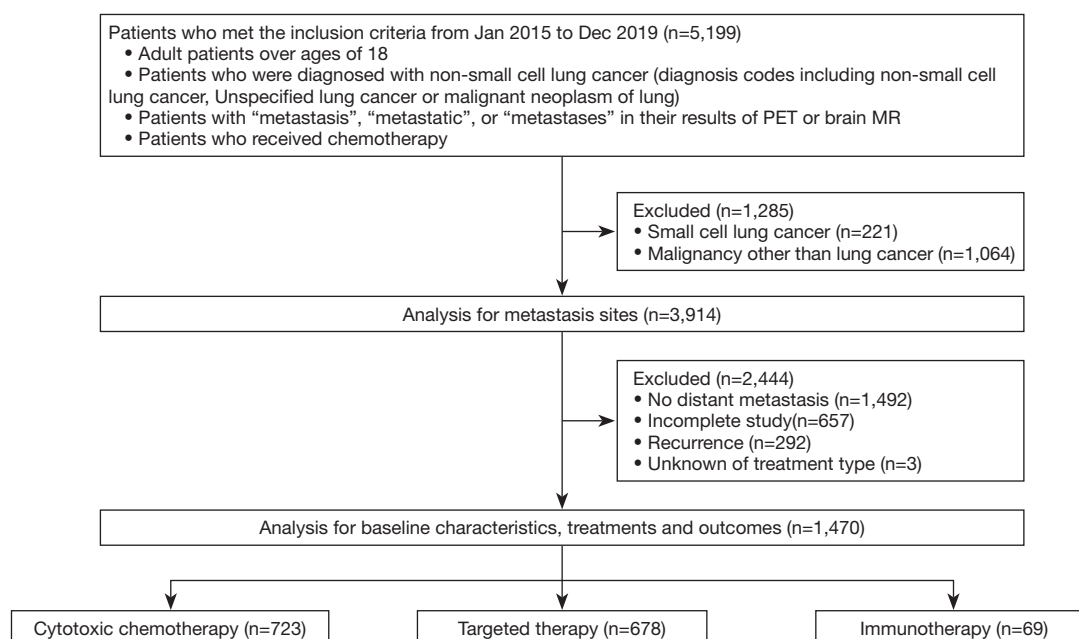 Patients who met the inclusion criteria from Jan 2015 to Dec 2019 (n=5,199)
• Adult patients over ages of 18
• Patients who were diagnosed with non-small cell lung cancer (diagnosis codes including non-small cell
lung cancer, Unspecified lung cancer or malignant neoplasm of lung)
• Patients with “metastasis”, “metastatic”, or “metastases” in their results of PET or brain MR
• Patients who received chemotherapy
Excluded (n=1,285)
• Small cell lung cancer (n=221)
• Malignancy other than lung cancer (n=1,064)
Analysis for metastasis sites (n=3,914)
Excluded (n=2,444)
• No distant metastasis (n=1,492)
• Incomplete study(n=657)
• Recurrence (n=292)
• Unknown of treatment type (n=3)
Analysis for baseline characteristics, treatments and outcomes (n=1,470)
Cytotoxic chemotherapy (n=723)
Targeted therapy (n=678)
Immunotherapy (n=69)